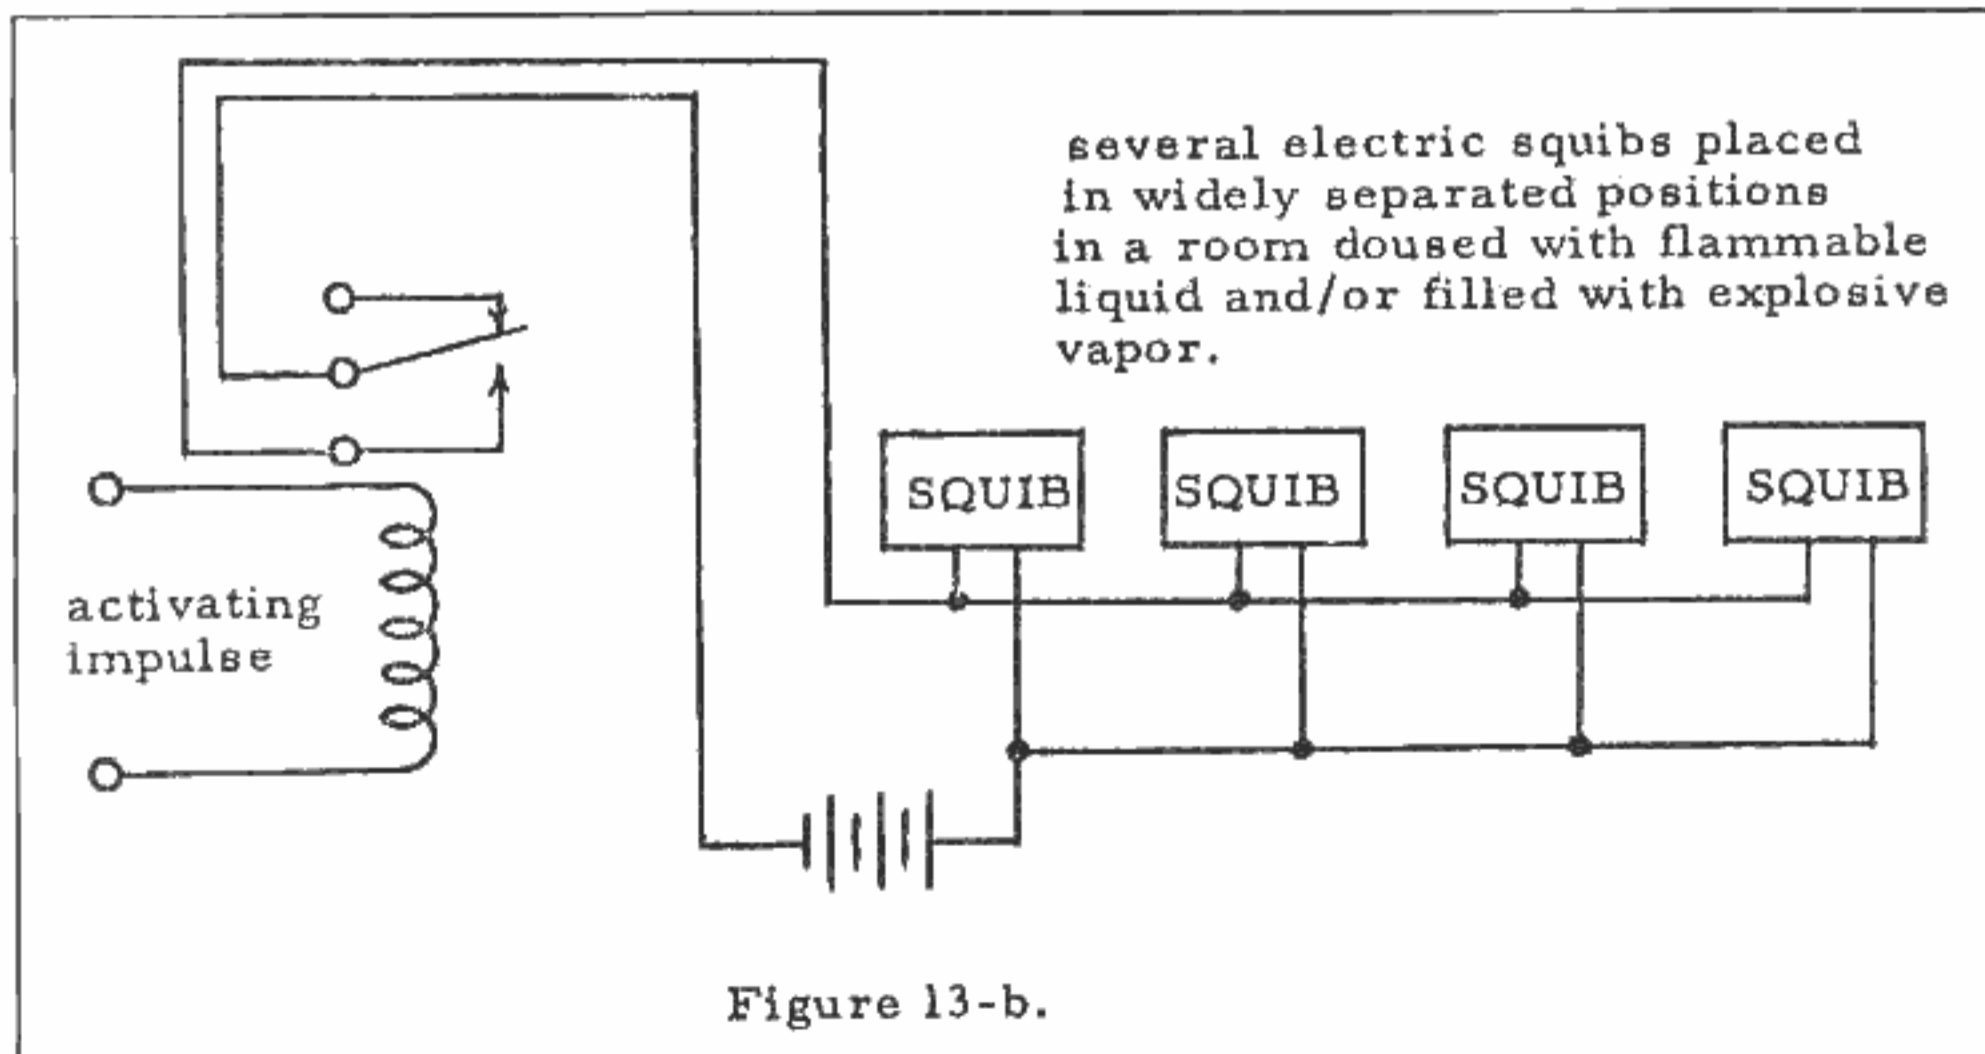 several electric squibs placed
in widely separated positions
in a room doused with flammable
liquid and/or filled with explosive
vapor.
SQUIB SQUIB SQUIB SQUIB
activating
impulse
Figure 13-b.